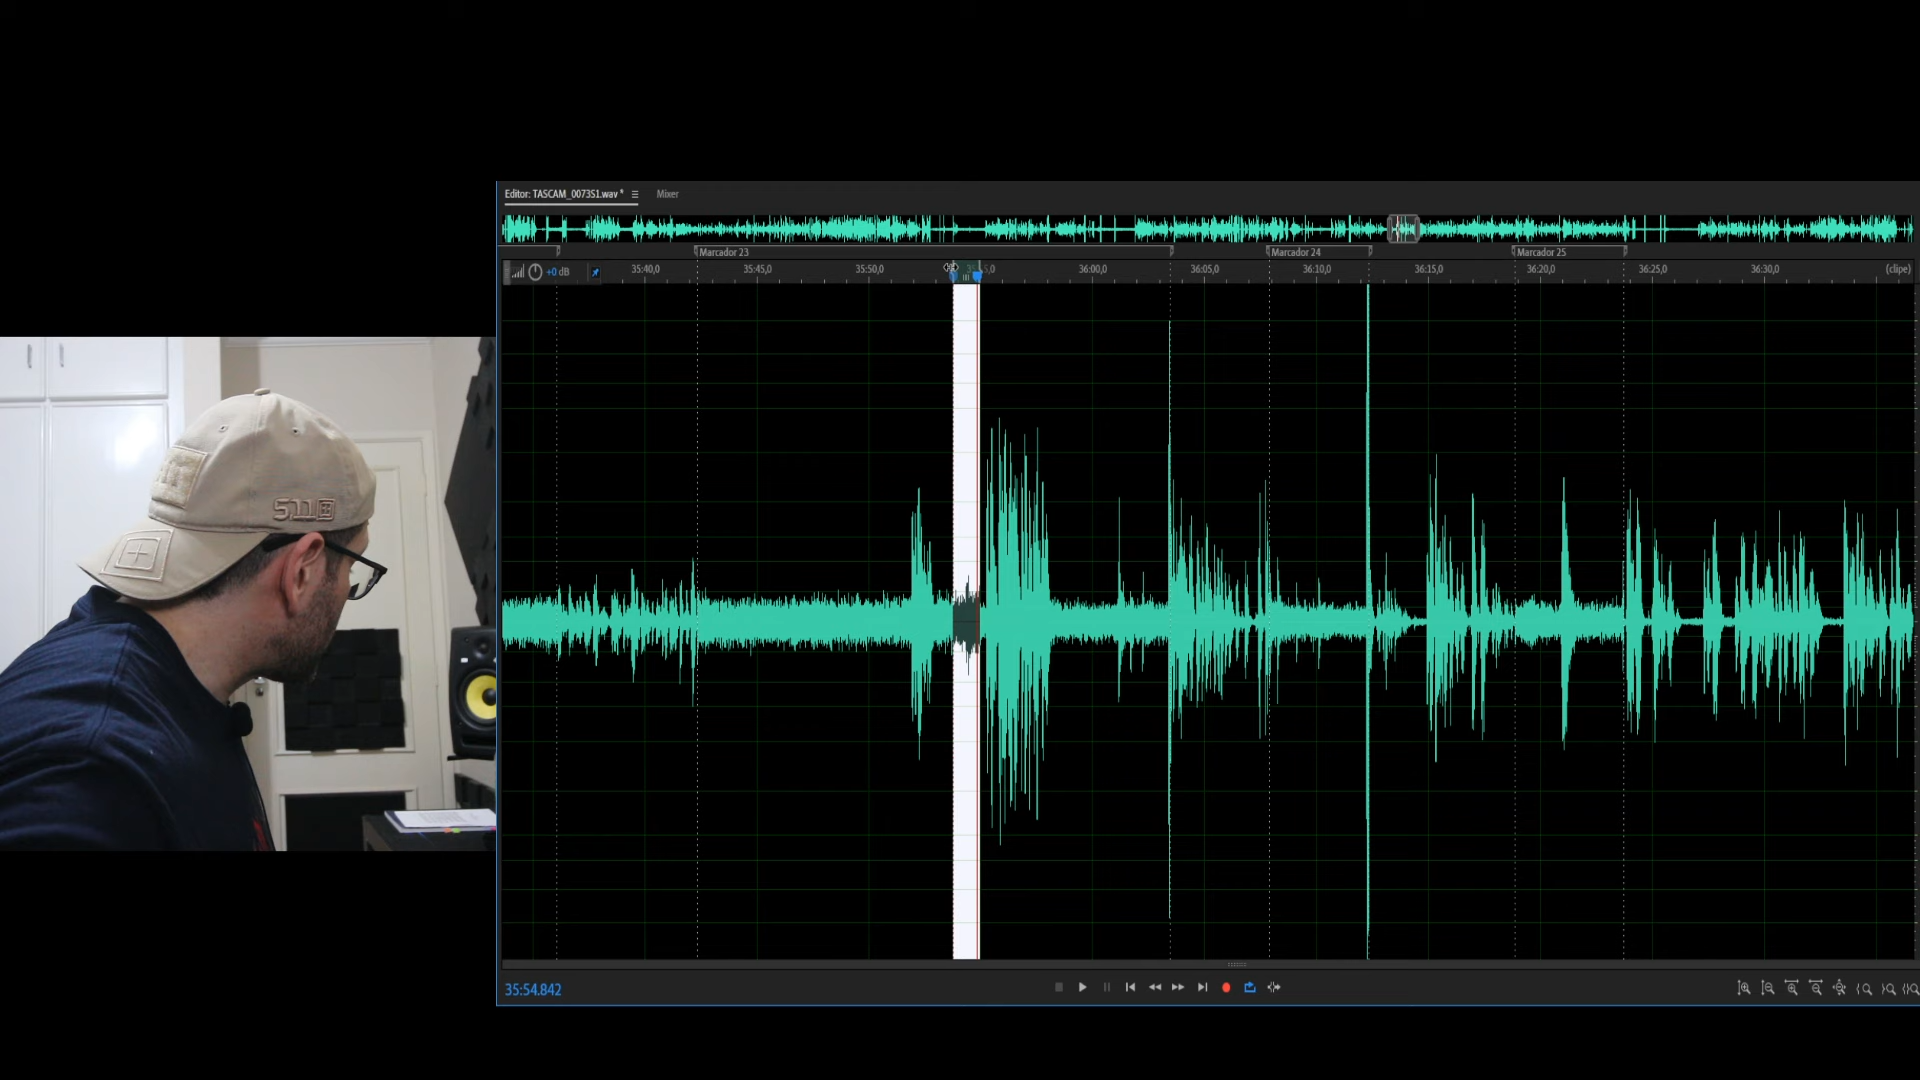 Editor: TASCAM_0073S1.wav * Mixer
Marcador 23 Marcador 24 Marcador 25
+0 dB 35:40,0 35:45,0 35:50,0 36:00,0 36:05,0 36:10,0 36:15,0 36:20,0 36:25,0 36:30,0 (clipe)
5.11
35:54.842